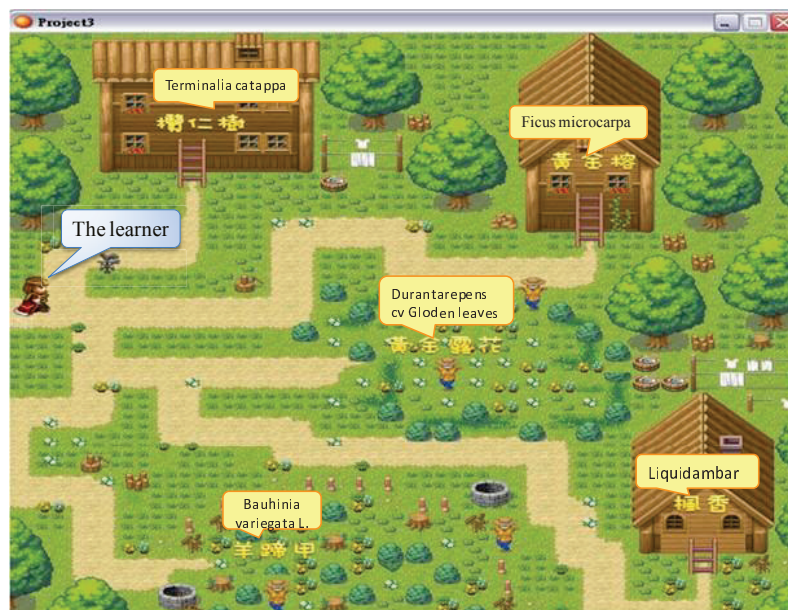 Project3
Terminalia catappa
欖仁樹
Ficus microcarpa
黃金榕
The learner
Durantarepens
cv Gloden leaves
黃金露花
Liquidambar
楓香
Bauhinia
variegata L.
羊蹄甲